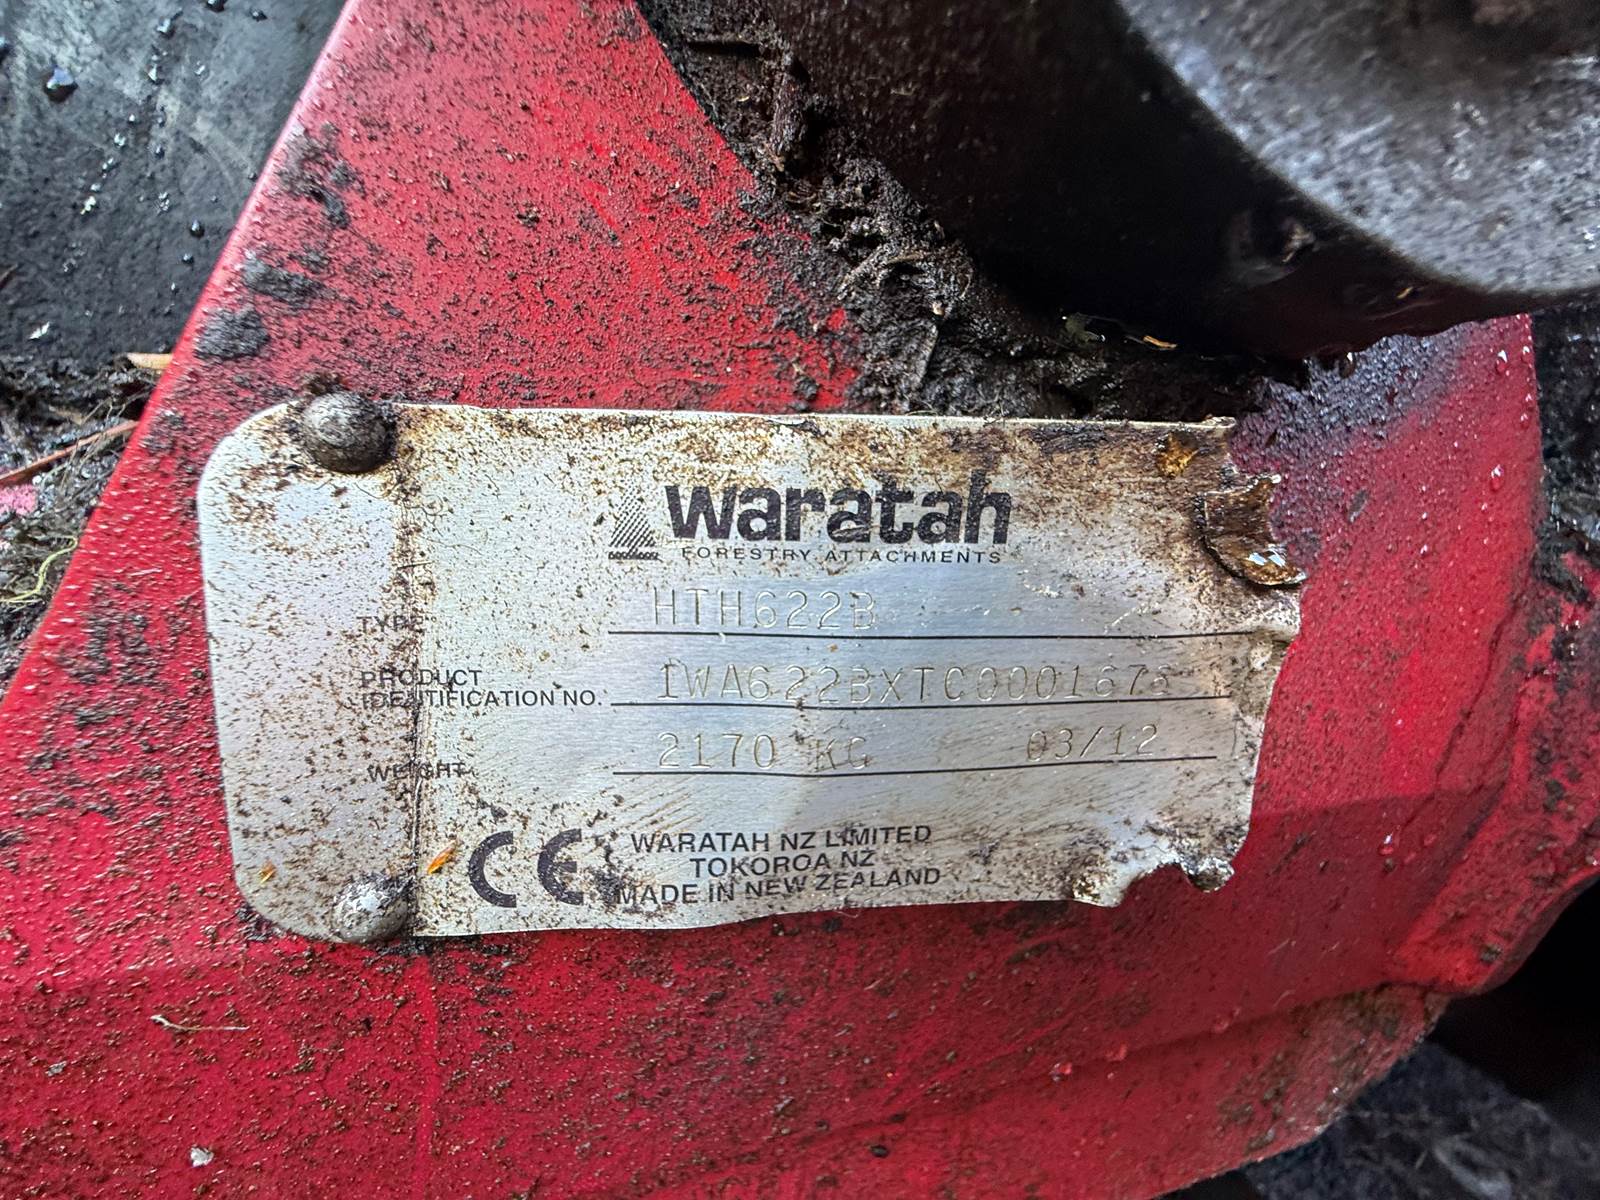 waratah
FORESTRY ATTACHMENTS
TYPE HTH622B
PRODUCT
IDENTIFICATION NO. 1WA622BXTC0001678
WEIGHT 2170 KG 03/12
CE
WARATAH NZ LIMITED
TOKOROA NZ
MADE IN NEW ZEALAND